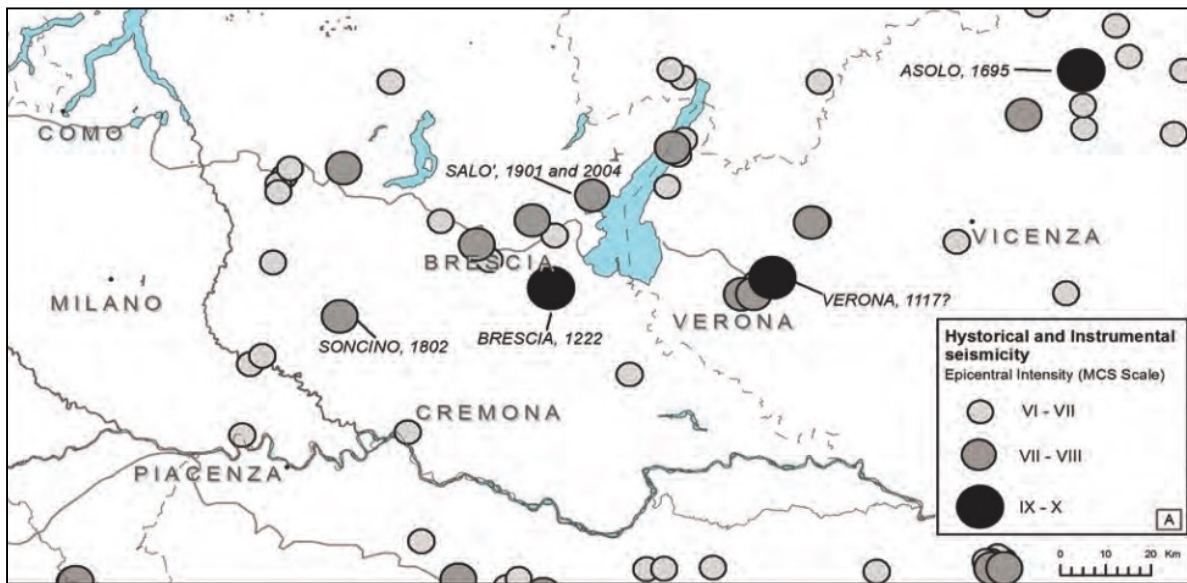 ASOLO, 1695
COMO
SALO', 1901 and 2004
VICENZA
BRESCIA
MILANO
VERONA, 1117?
VERONA
SONCINO, 1802
BRESCIA, 1222
Hystorical and Instrumental
seismicity
Epicentral Intensity (MCS Scale)
VI - VII
VII - VIII
IX - X
A
CREMONA
PIACENZA
0 10 20 Km